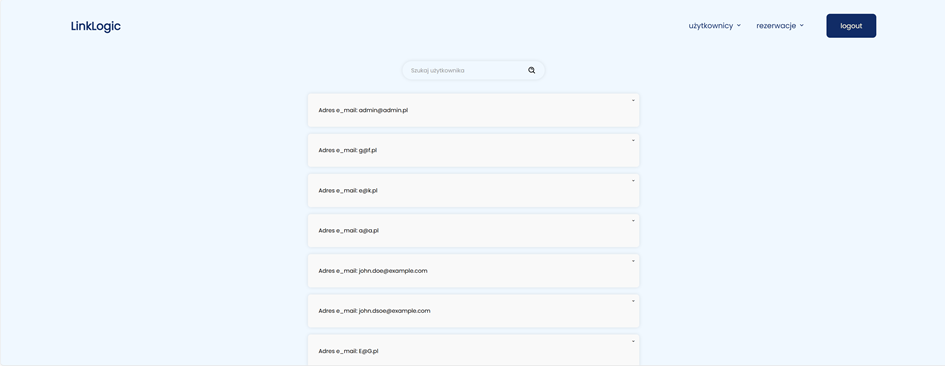 LinkLogic
użytkownicy rezerwacje logout
Szukaj użytkownika
Adres e_mail: admin@admin.pl
Adres e_mail: g@f.pl
Adres e_mail: e@k.pl
Adres e_mail: a@a.pl
Adres e_mail: john.doe@example.com
Adres e_mail: john.dsoe@example.com
Adres e_mail: E@G.pl